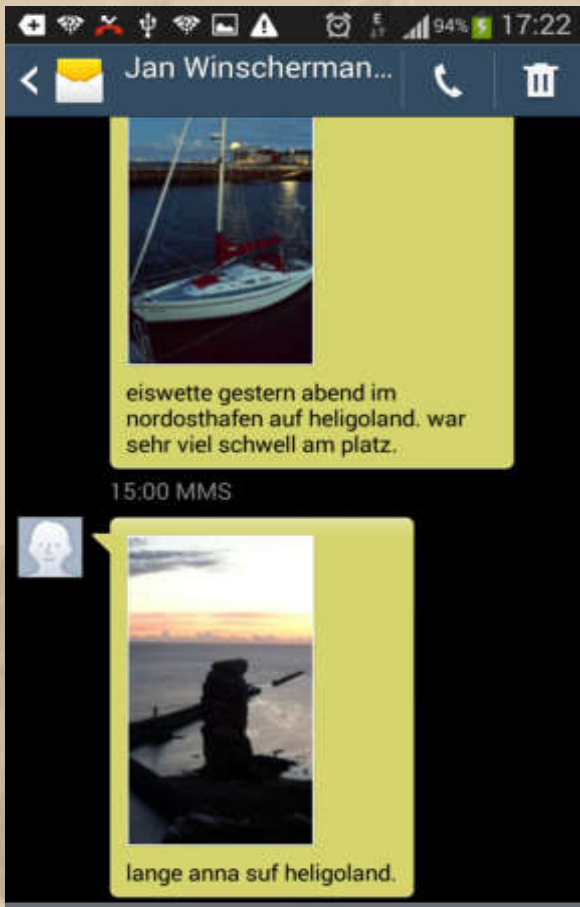 94% 17:22
Jan Winscherman...
eiswette gestern abend im
nordosthafen auf heligoland. war
sehr viel schwell am platz.
15:00 MMS
lange anna suf heligoland.